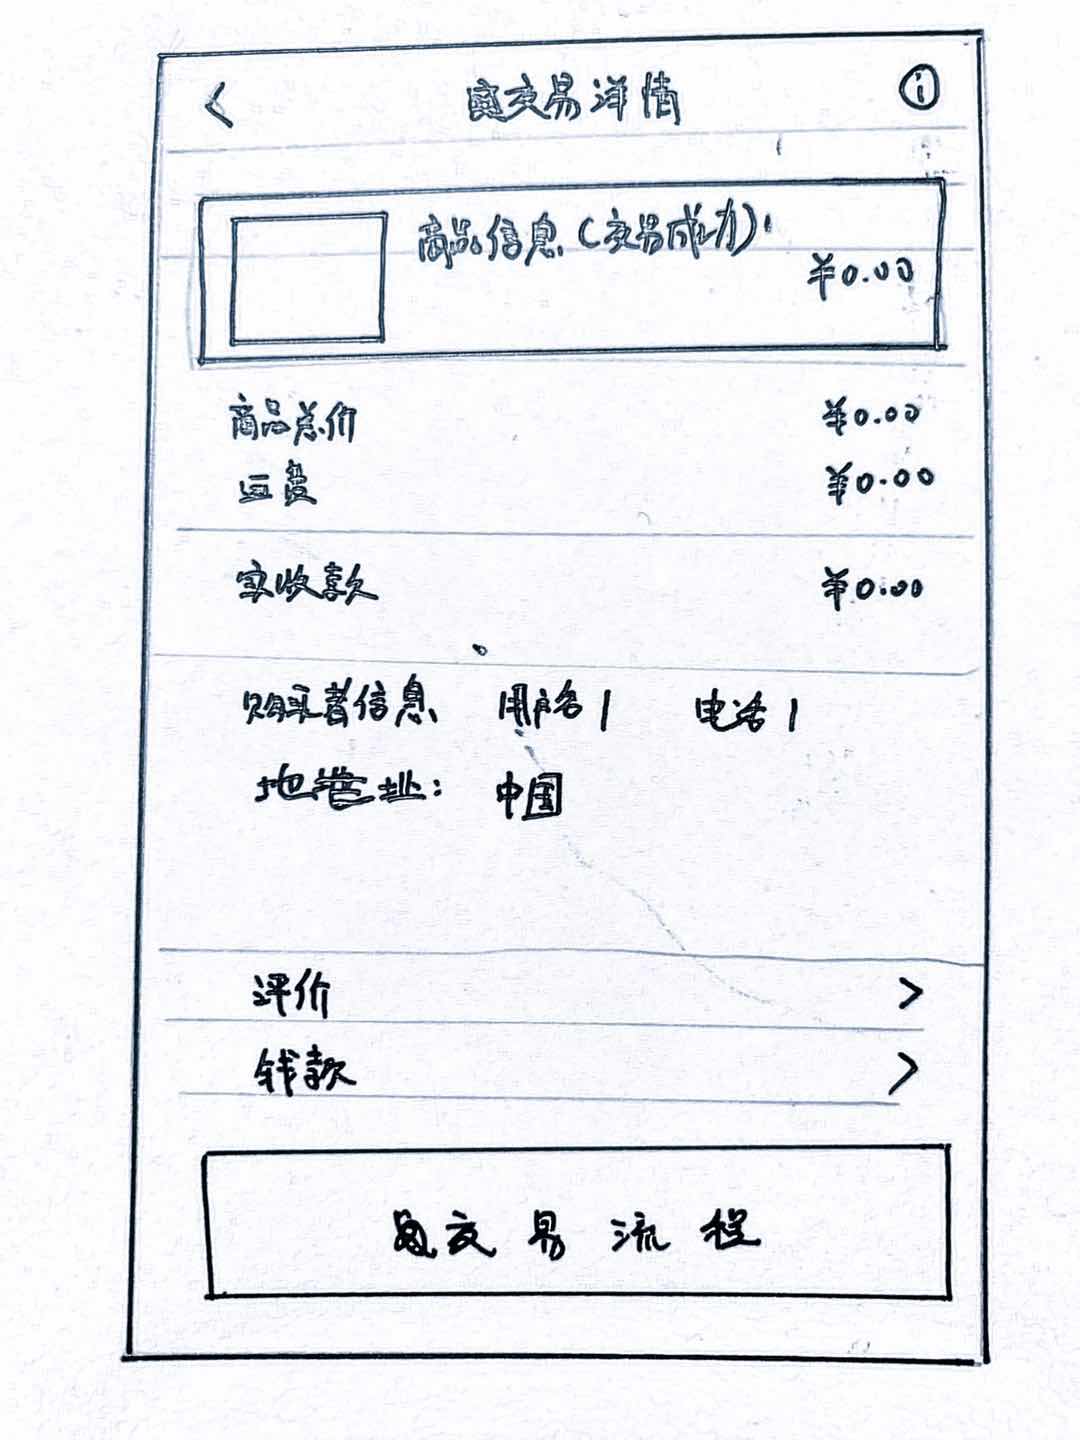 <
交易详情
i
商品信息(交易成功)
¥0.00
商品总价 ¥0.00
运费 ¥0.00
实收款 ¥0.00
购买者信息 用户名1 电话1
地址: 中国
评价 >
钱款 >
交易流程